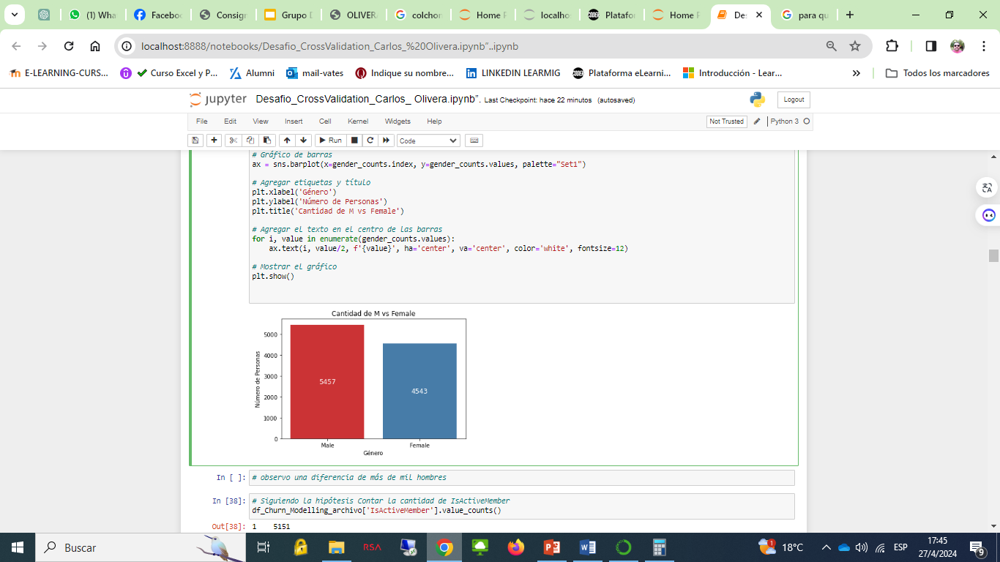 (1) Wha
Faceboo
Consign
Grupo D
OLIVERA
colchon
Home P
localhos
Platafor
Home P
Des
para qu
localhost:8888/notebooks/Desafio_CrossValidation_Carlos_%20Olivera.ipynb"..ipynb
E-LEARNING-CURS...
Curso Excel y P...
Alumni
mail-vates
Indique su nombre...
LINKEDIN LEARMIG
Plataforma eLearni...
Introducción - Lear...
Todos los marcadores
jupyter Desafio_CrossValidation_Carlos_ Olivera.ipynb”. Last Checkpoint: hace 22 minutos (autosaved)
Logout
File Edit View Insert Cell Kernel Widgets Help
Not Trusted
Python 3
Run
Code
# Gráfico de barras
ax = sns.barplot(x=gender_counts.index, y=gender_counts.values, palette="Set1")
# Agregar etiquetas y título
plt.xlabel('Género')
plt.ylabel('Número de Personas')
plt.title('Cantidad de M vs Female')
# Agregar el texto en el centro de las barras
for i, value in enumerate(gender_counts.values):
    ax.text(i, value/2, f'{value}', ha='center', va='center', color='white', fontsize=12)
# Mostrar el gráfico
plt.show()
Cantidad de M vs Female
Número de Personas
5000
4000
3000
2000
1000
0
5457
4543
Male
Female
Género
In [ ]: # observo una diferencia de más de mil hombres
In [38]: # Siguiendo la hipótesis Contar la cantidad de IsActiveMember
df_Churn_Modelling_archivo['IsActiveMember'].value_counts()
Out[38]: 1    5151
Buscar
RSA
18°C
ESP
17:45
27/4/2024
9